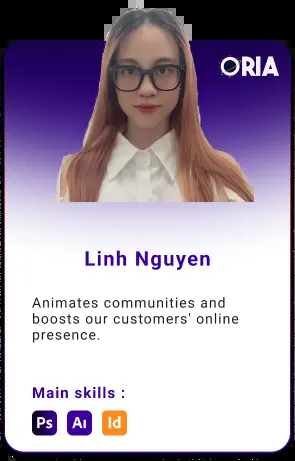 ORIA
Linh Nguyen
Animates communities and
boosts our customers' online
presence.
Main skills :
Ps Ai Id